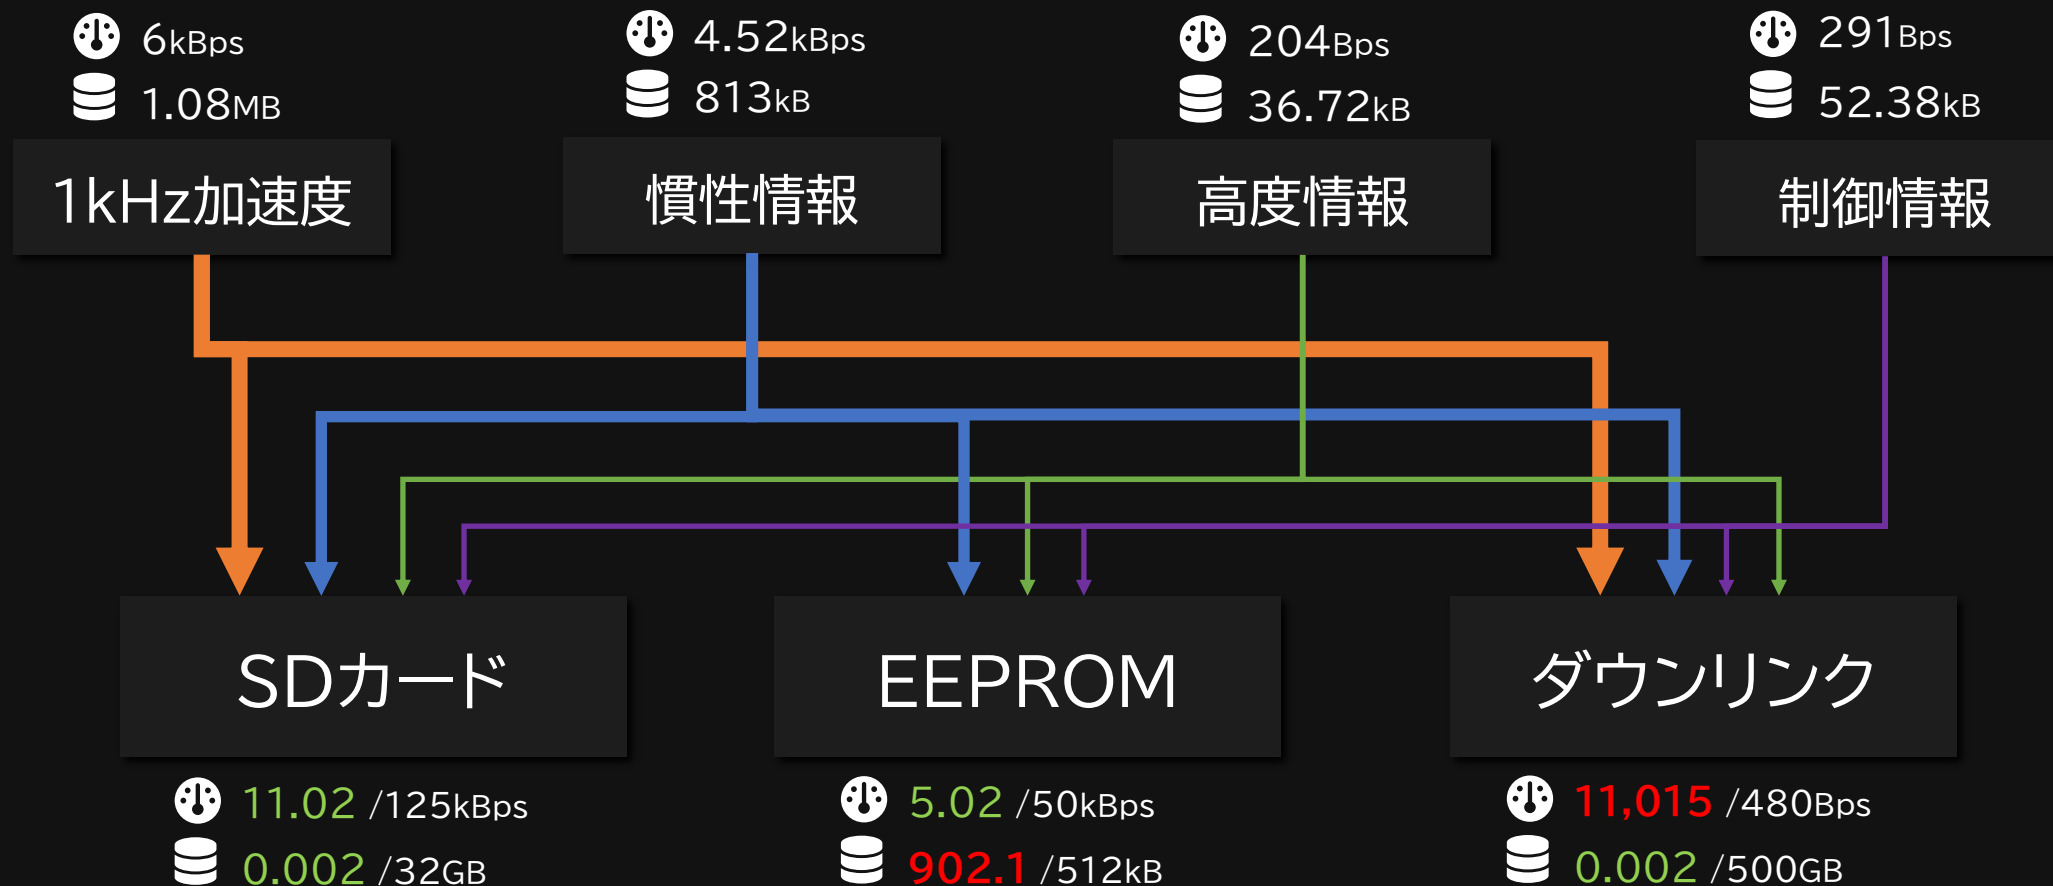 6kBps
1.08MB
1kHz加速度
4.52kBps
813kB
慣性情報
204Bps
36.72kB
高度情報
291Bps
52.38kB
制御情報
SDカード
11.02 /125kBps
0.002 /32GB
EEPROM
5.02 /50kBps
902.1 /512kB
ダウンリンク
11,015 /480Bps
0.002 /500GB